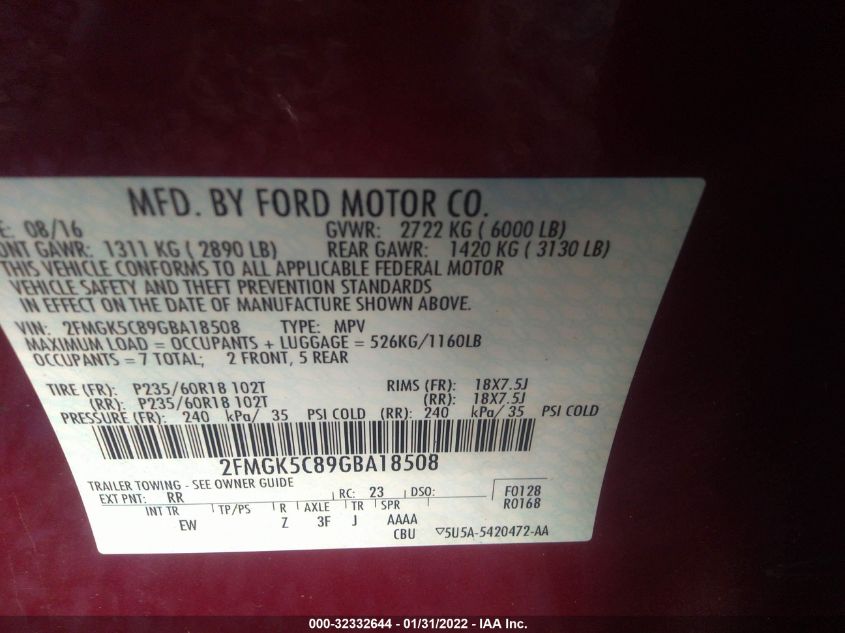 MFD. BY FORD MOTOR CO.
08/16 GVWR: 2722 KG ( 6000 LB)
GAWR: 1311 KG ( 2890 LB) REAR GAWR: 1420 KG ( 3130 LB)
THIS VEHICLE CONFORMS TO ALL APPLICABLE FEDERAL MOTOR
VEHICLE SAFETY AND THEFT PREVENTION STANDARDS
IN EFFECT ON THE DATE OF MANUFACTURE SHOWN ABOVE.
VIN: 2FMGK5C89GBA18508 TYPE: MPV
MAXIMUM LOAD = OCCUPANTS + LUGGAGE = 526KG/1160LB
OCCUPANTS = 7 TOTAL; 2 FRONT, 5 REAR
TIRE (FR): P235/60R18 102T RIMS (FR): 18X7.5J
(RR): P235/60R18 102T (RR): 18X7.5J
PRESSURE (FR): 240 kPa/ 35 PSI COLD (RR): 240 kPa/ 35 PSI COLD
2FMGK5C89GBA18508
TRAILER TOWING - SEE OWNER GUIDE
EXT PNT: RR RC: 23 DSO: F0128
R0168
INT TR TP/PS R AXLE TR SPR
EW Z 3F J AAAA
CBU ▽5U5A-5420472-AA
000-32332644 - 01/31/2022 - IAA Inc.